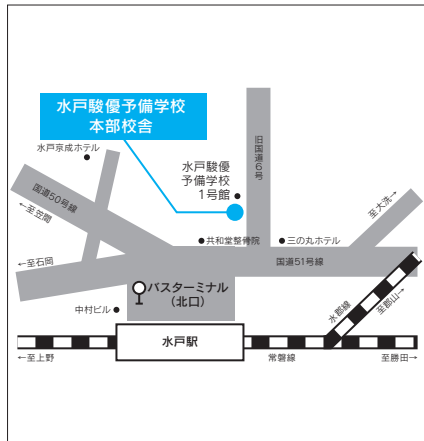 水戸駿優予備学校
本部校舎
水戸京成ホテル
水戸駿優
予備学校
1号館
旧国道6号
国道50号線
←至笠間
至大洗→
共和堂整骨院
三の丸ホテル
←至石岡
国道51号線
バスターミナル
(北口)
中村ビル
水郡線
至郡山→
水戸駅
←至上野
常磐線
至勝田→